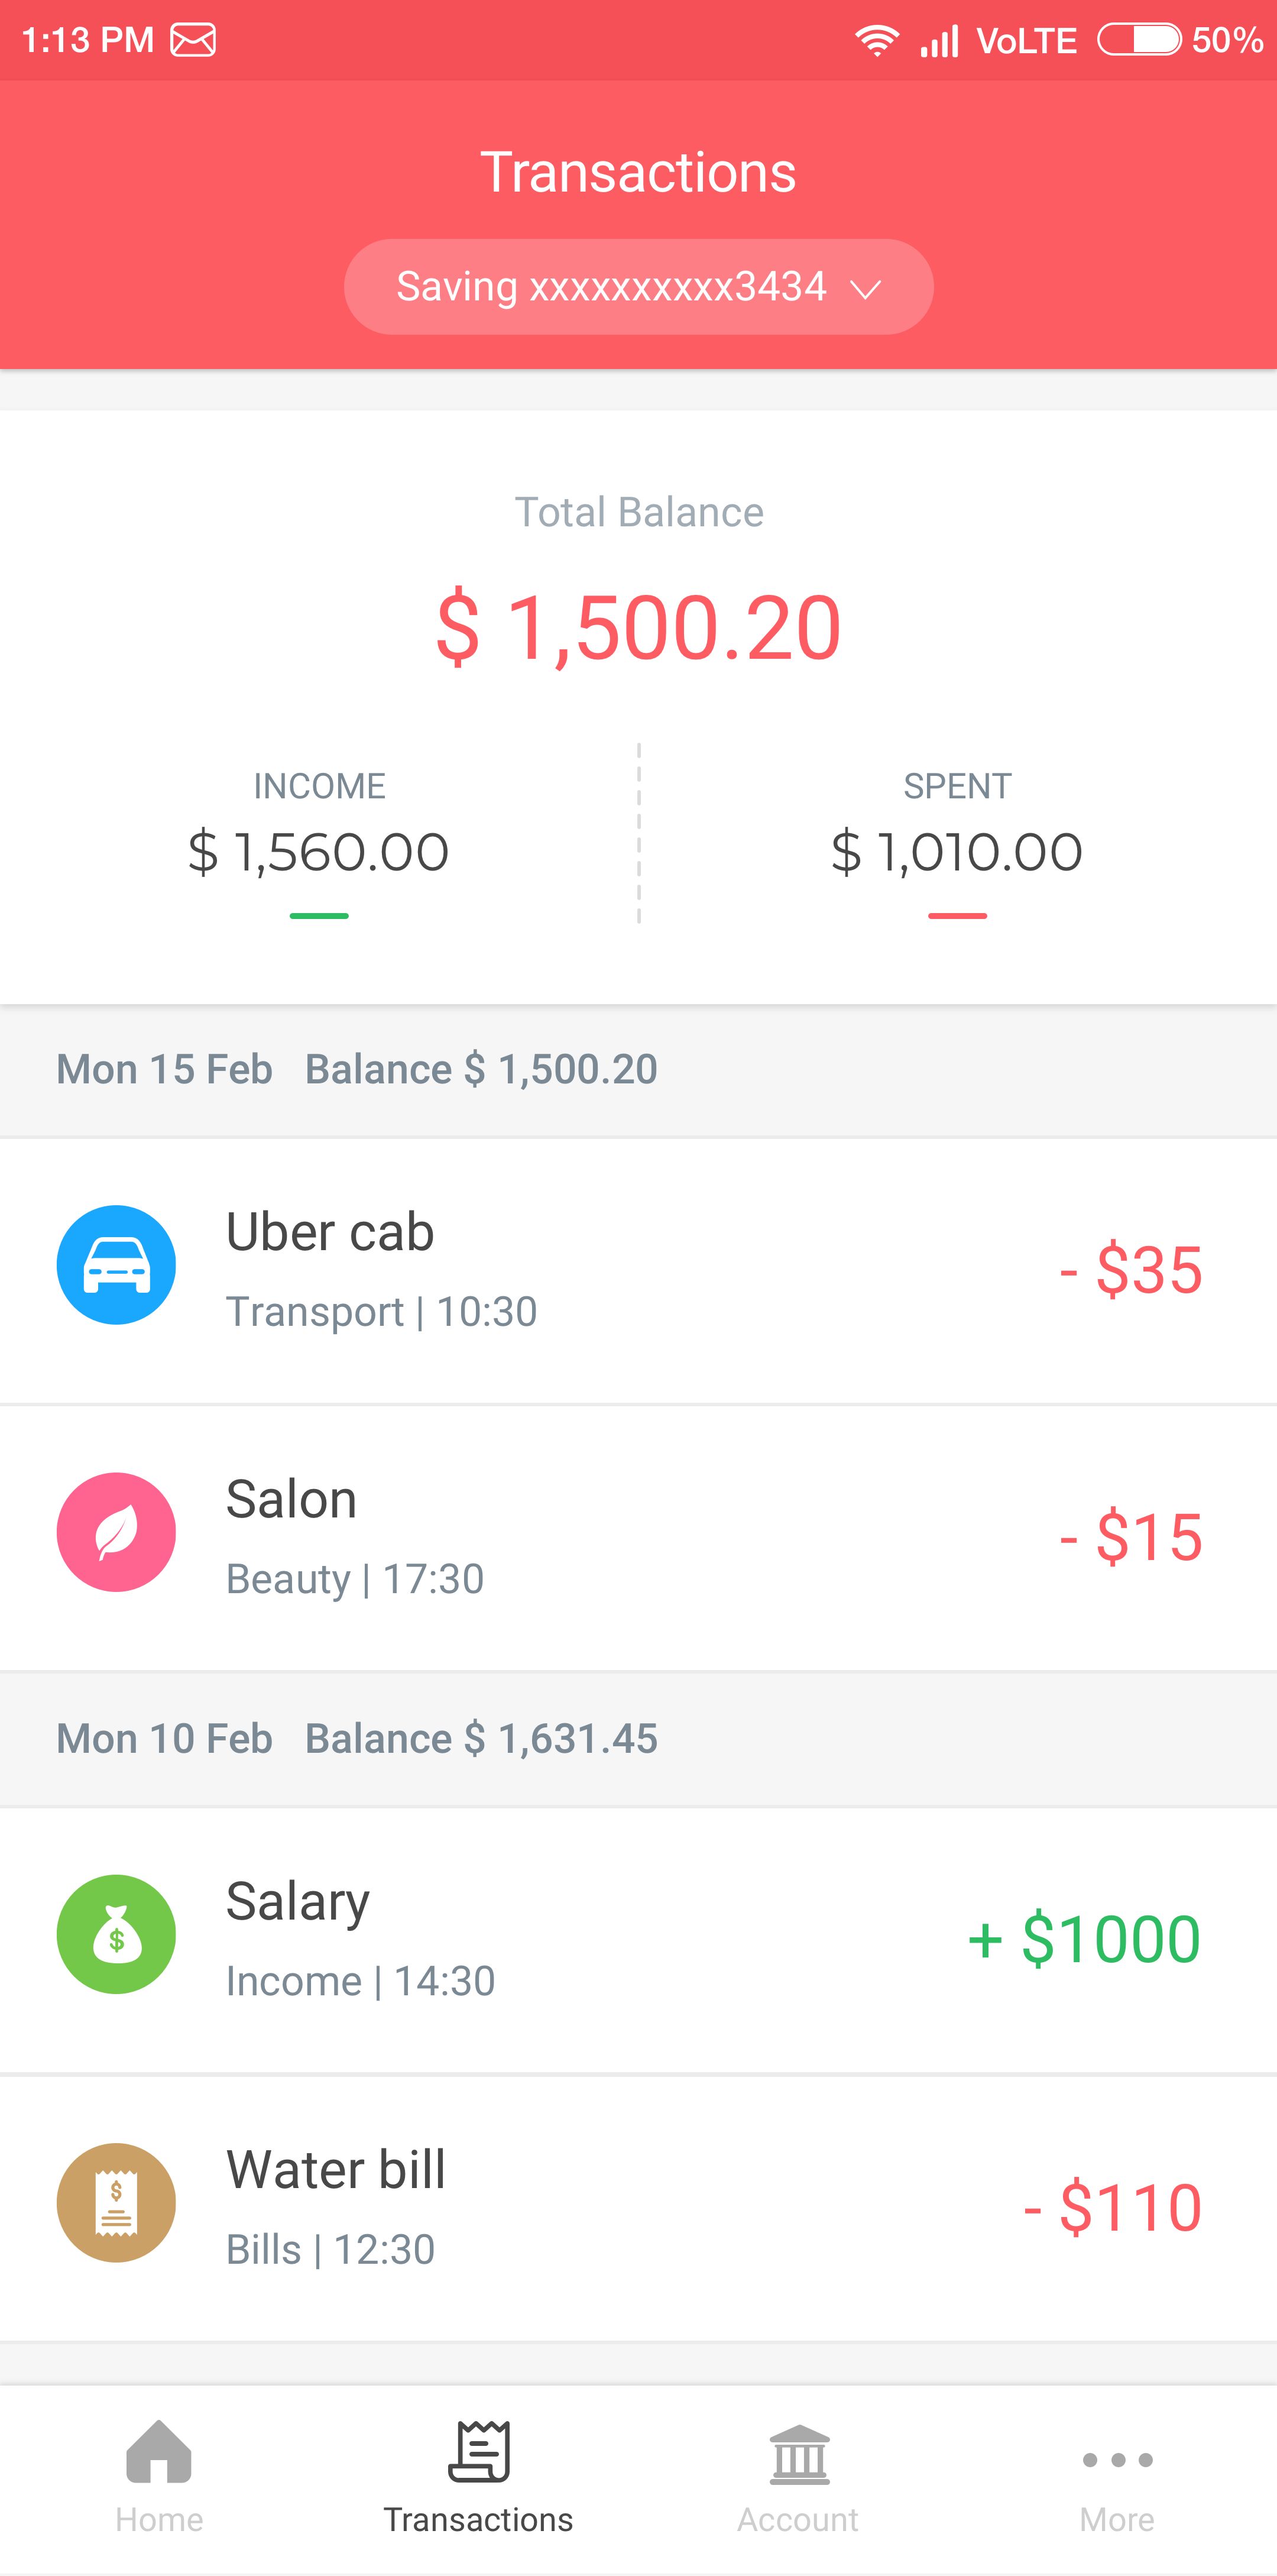 1:13 PM VoLTE 50%
Transactions
Saving xxxxxxxxxx3434
Total Balance
$ 1,500.20
INCOME SPENT
$ 1,560.00 $ 1,010.00
Mon 15 Feb Balance $ 1,500.20
Uber cab
- $35
Transport | 10:30
Salon
- $15
Beauty | 17:30
Mon 10 Feb Balance $ 1,631.45
Salary
+ $1000
Income | 14:30
Water bill
- $110
Bills | 12:30
Home Transactions Account More